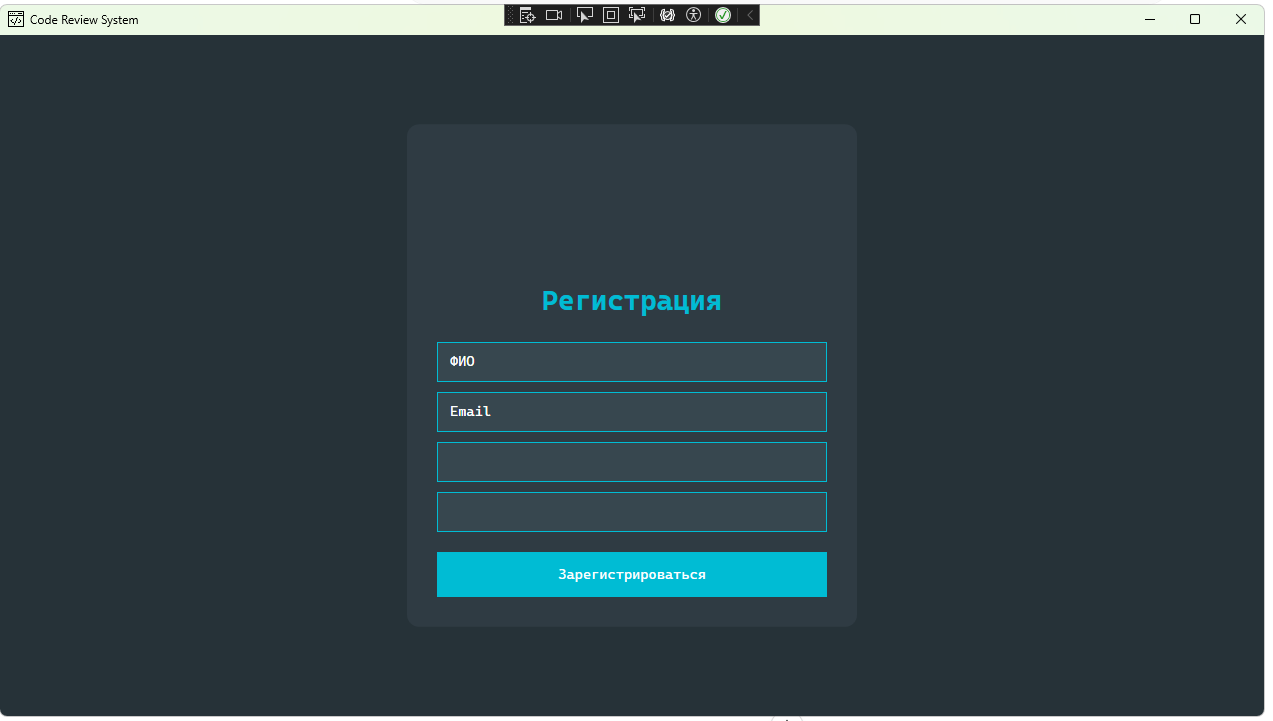 Code Review System
Регистрация
ФИО
Email
Зарегистрироваться